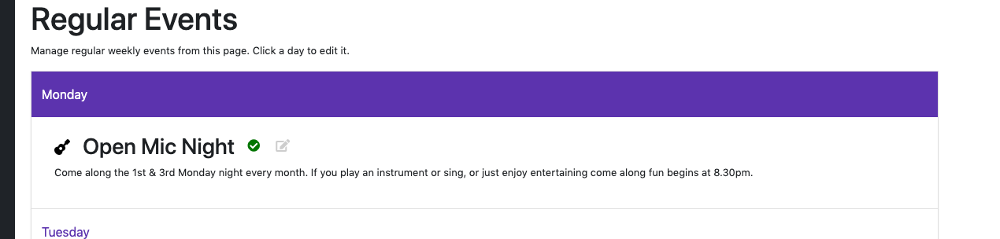 Regular Events
Manage regular weekly events from this page. Click a day to edit it.
Monday
Open Mic Night
Come along the 1st & 3rd Monday night every month. If you play an instrument or sing, or just enjoy entertaining come along fun begins at 8.30pm.
Tuesday